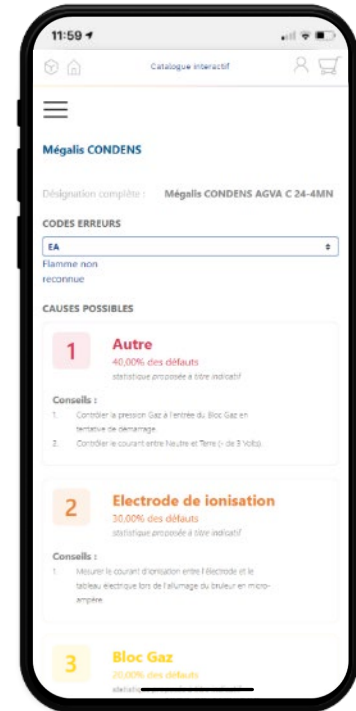 11:59
Catalogue interactif
Mégalis CONDENS
Désignation complète : Mégalis CONDENS AGVA C 24-4MN
CODES ERREURS
EA
Flamme non
reconnue
CAUSES POSSIBLES
1
Autre
40,00% des défauts
statistique proposée à titre indicatif
Conseils :
1. Contrôler la pression Gaz à l'entrée du Bloc Gaz en
tentative de démarrage.
2. Contrôler le courant entre Neutre et Terre (- de 3 Volts).
2
Electrode de ionisation
30,00% des défauts
statistique proposée à titre indicatif
Conseils :
1. Mesurer le courant d'ionisation entre l'électrode et le
tableau électrique lors de l'allumage du bruleur en micro-
ampère.
3
Bloc Gaz
20,00% des défauts